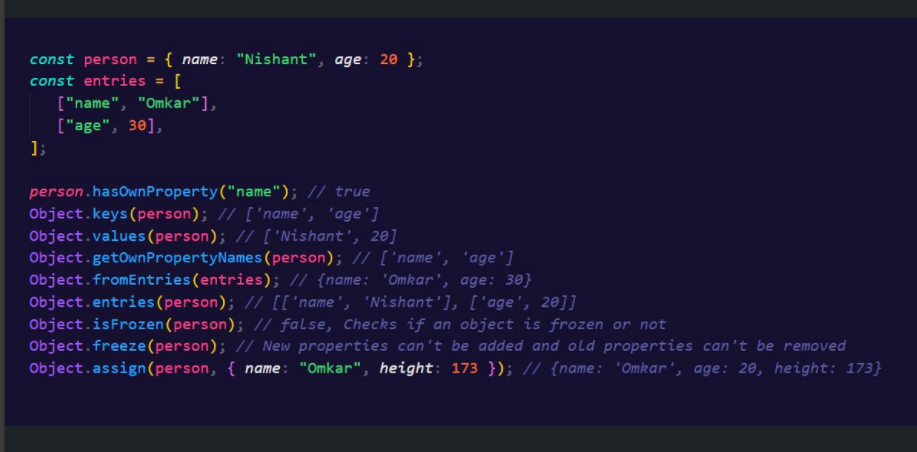 const person = { name: "Nishant", age: 20 };
const entries = [
["name", "Omkar"],
["age", 30],
];
person.hasOwnProperty("name"); // true
Object.keys(person); // ['name', 'age']
Object.values(person); // ['Nishant', 20]
Object.getOwnPropertyNames(person); // ['name', 'age']
Object.fromEntries(entries); // {name: 'Omkar', age: 30}
Object.entries(person); // [['name', 'Nishant'], ['age', 20]]
Object.isFrozen(person); // false, Checks if an object is frozen or not
Object.freeze(person); // New properties can't be added and old properties can't be removed
Object.assign(person, { name: "Omkar", height: 173 }); // {name: 'Omkar', age: 20, height: 173}